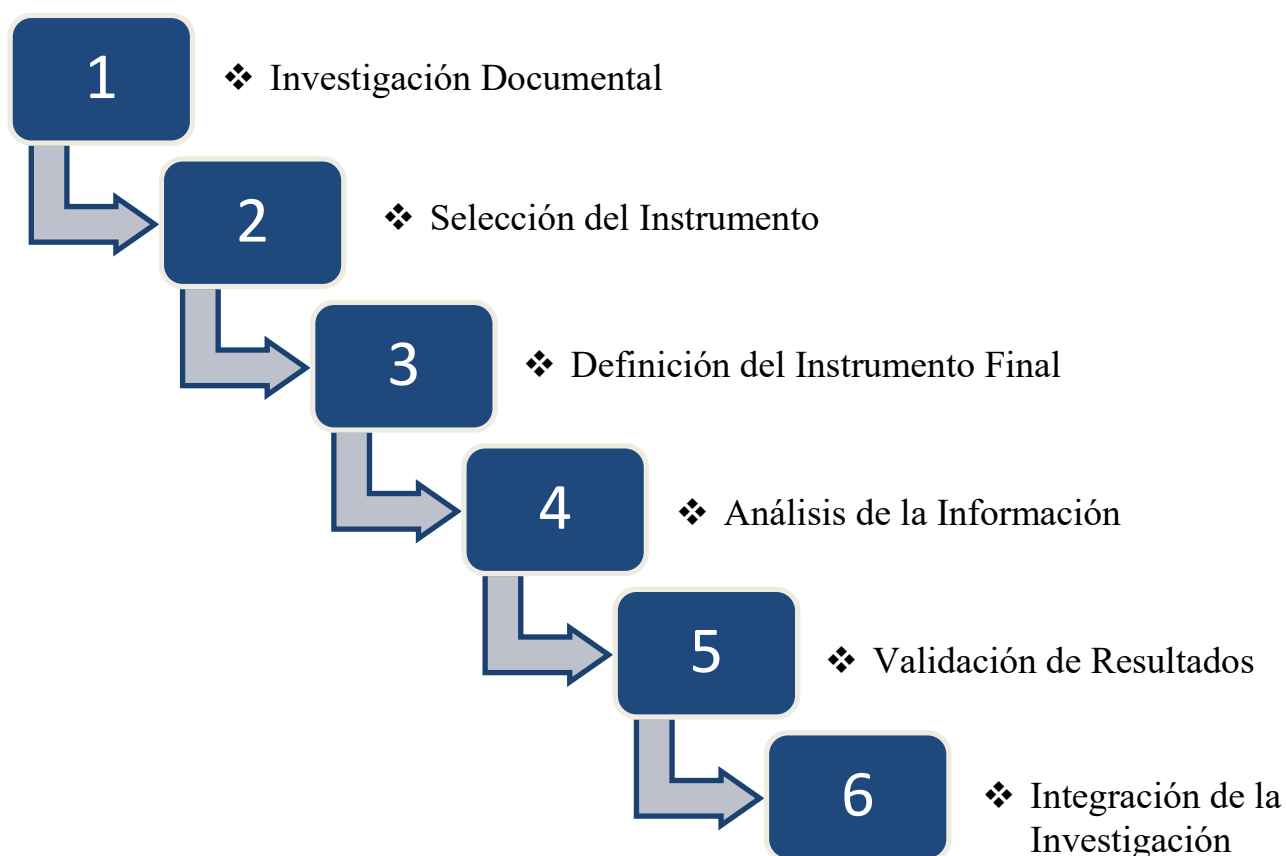 1
❖ Investigación Documental
2
❖ Selección del Instrumento
3
❖ Definición del Instrumento Final
4
❖ Análisis de la Información
5
❖ Validación de Resultados
6
❖ Integración de la
Investigación